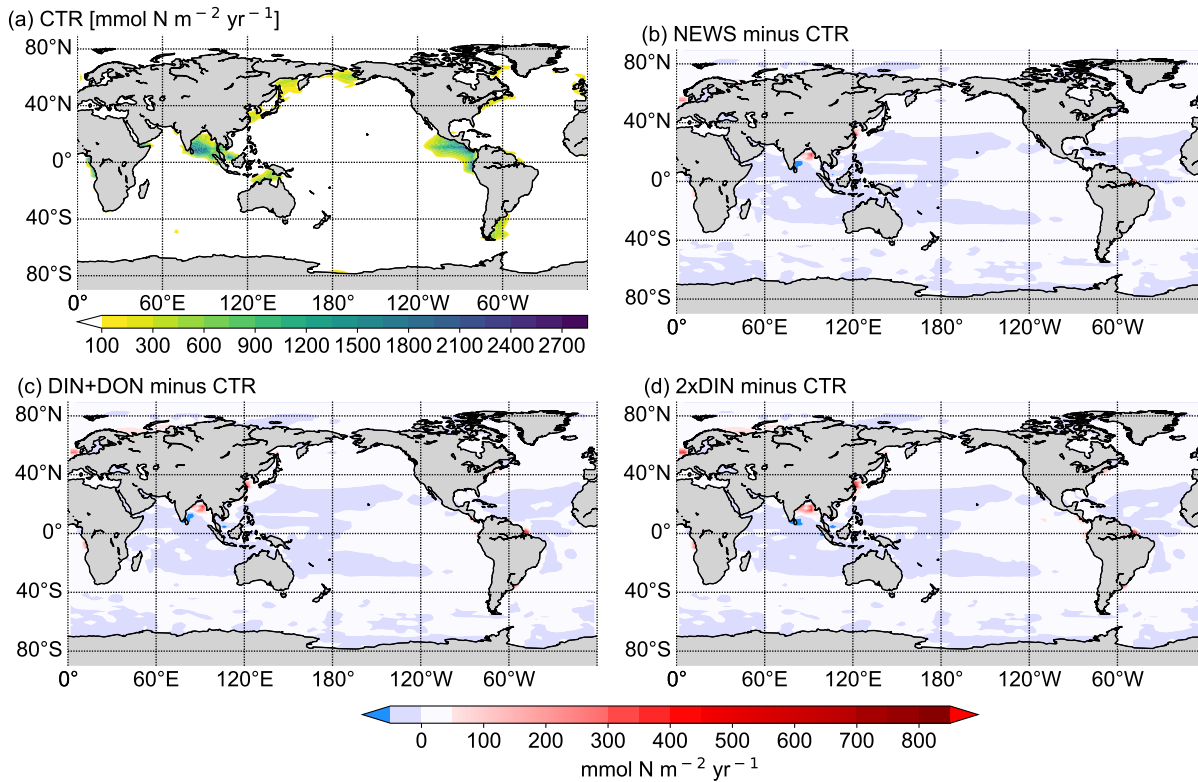 (a) CTR [mmol N m⁻² yr⁻¹]
80°N
40°N
0°
40°S
80°S
0° 60°E 120°E 180° 120°W 60°W
100 300 600 900 1200 1500 1800 2100 2400 2700
(b) NEWS minus CTR
80°N
40°N
0°
40°S
80°S
0° 60°E 120°E 180° 120°W 60°W
(c) DIN+DON minus CTR
80°N
40°N
0°
40°S
80°S
0° 60°E 120°E 180° 120°W 60°W
(d) 2xDIN minus CTR
80°N
40°N
0°
40°S
80°S
0° 60°E 120°E 180° 120°W 60°W
0 100 200 300 400 500 600 700 800
mmol N m⁻² yr⁻¹